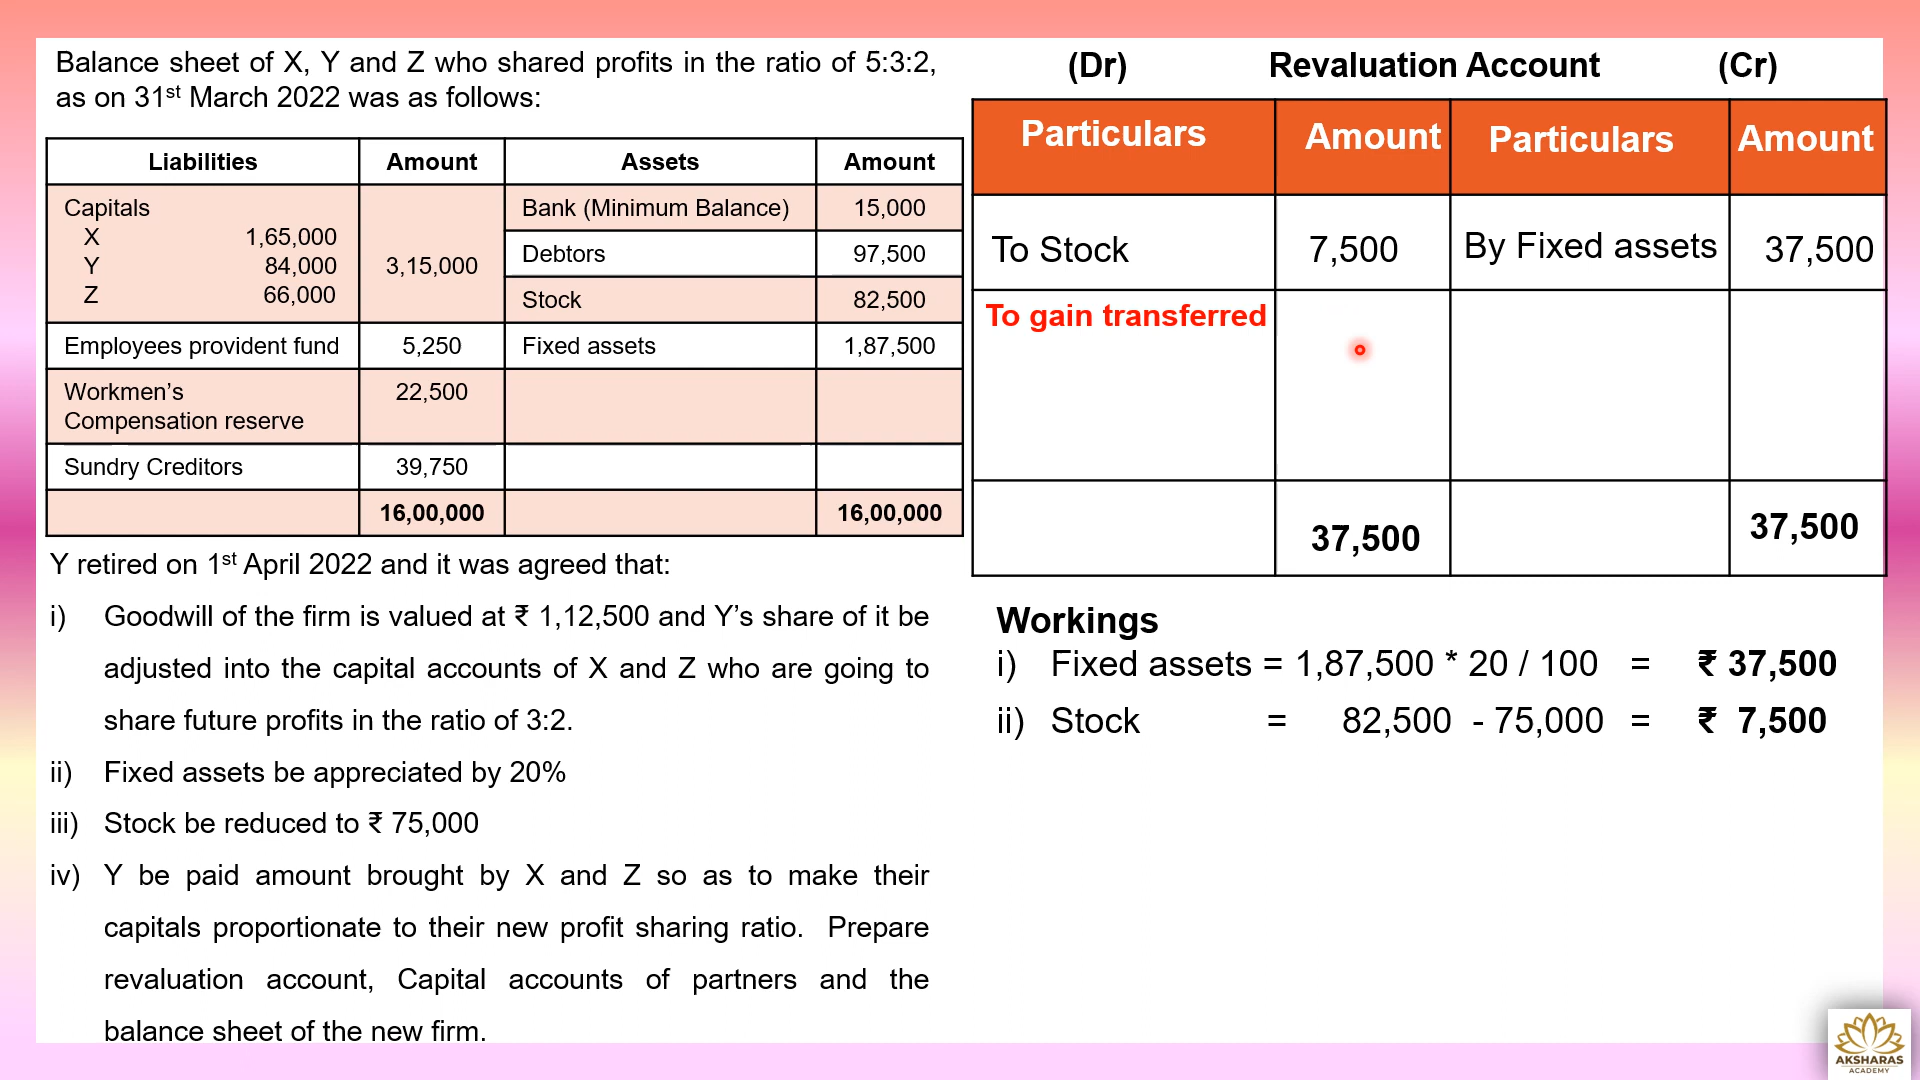 Balance sheet of X, Y and Z who shared profits in the ratio of 5:3:2,
as on 31st March 2022 was as follows:
Liabilities Amount Assets Amount
Capitals
X 1,65,000
Y 84,000
Z 66,000
3,15,000
Bank (Minimum Balance) 15,000
Debtors 97,500
Stock 82,500
Employees provident fund 5,250 Fixed assets 1,87,500
Workmen’s
Compensation reserve
22,500
Sundry Creditors 39,750
16,00,000 16,00,000
Y retired on 1st April 2022 and it was agreed that:
i) Goodwill of the firm is valued at ₹ 1,12,500 and Y’s share of it be
adjusted into the capital accounts of X and Z who are going to
share future profits in the ratio of 3:2.
ii) Fixed assets be appreciated by 20%
iii) Stock be reduced to ₹ 75,000
iv) Y be paid amount brought by X and Z so as to make their
capitals proportionate to their new profit sharing ratio. Prepare
revaluation account, Capital accounts of partners and the
balance sheet of the new firm.
(Dr) Revaluation Account (Cr)
Particulars Amount Particulars Amount
To Stock 7,500 By Fixed assets 37,500
To gain transferred
37,500 37,500
Workings
i) Fixed assets = 1,87,500 * 20 / 100 = ₹ 37,500
ii) Stock = 82,500 - 75,000 = ₹ 7,500
AKSHARAS
ACADEMY